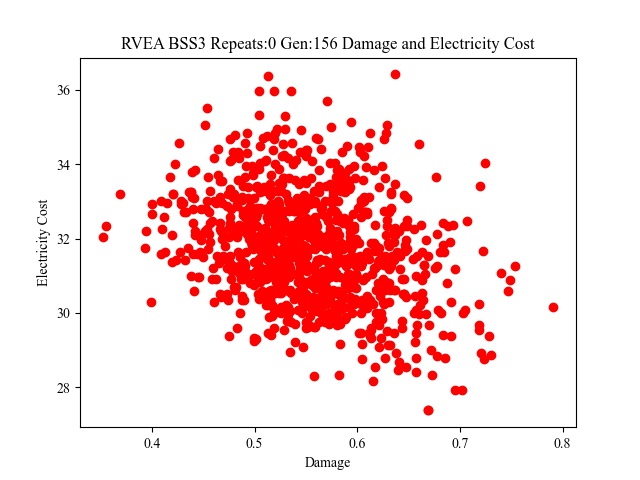 RVEA BSS3 Repeats:0 Gen:156 Damage and Electricity Cost
36
34
32
30
28
Electricity Cost
0.4 0.5 0.6 0.7 0.8
Damage